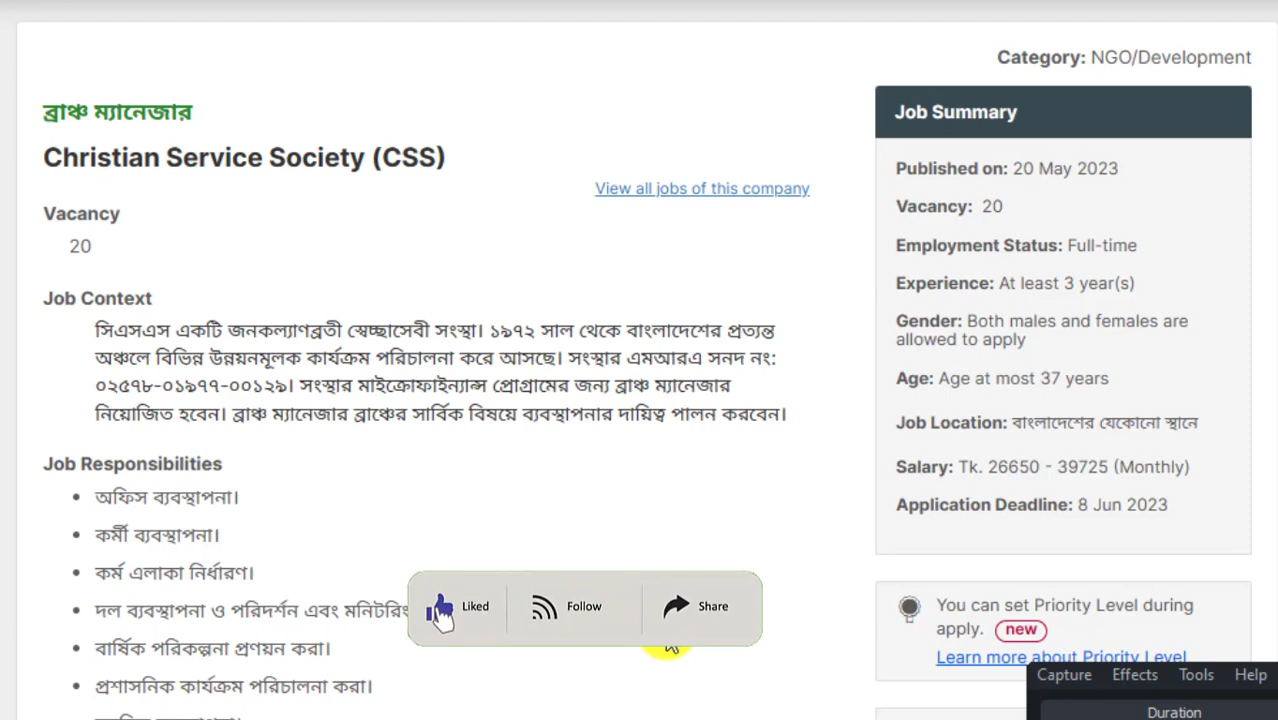 Category: NGO/Development
ব্রাঞ্চ ম্যানেজার
Christian Service Society (CSS)
View all jobs of this company
Vacancy
20
Job Context
সিএসএস একটি জনকল্যাণব্রতী স্বেচ্ছাসেবী সংস্থা। ১৯৭২ সাল থেকে বাংলাদেশের প্রত্যন্ত
অঞ্চলে বিভিন্ন উন্নয়নমূলক কার্যক্রম পরিচালনা করে আসছে। সংস্থার এমআরএ সনদ নং:
০২৫৭৮-০১৯৭৭-০০১২৯। সংস্থার মাইক্রোফাইন্যান্স প্রোগ্রামের জন্য ব্রাঞ্চ ম্যানেজার
নিয়োজিত হবেন। ব্রাঞ্চ ম্যানেজার ব্রাঞ্চের সার্বিক বিষয়ে ব্যবস্থাপনার দায়িত্ব পালন করবেন।
Job Responsibilities
অফিস ব্যবস্থাপনা।
কর্মী ব্যবস্থাপনা।
কর্ম এলাকা নির্ধারণ।
দল ব্যবস্থাপনা ও পরিদর্শন এবং মনিটরিং
বার্ষিক পরিকল্পনা প্রণয়ন করা।
প্রশাসনিক কার্যক্রম পরিচালনা করা।
Liked
Follow
Share
Job Summary
Published on: 20 May 2023
Vacancy: 20
Employment Status: Full-time
Experience: At least 3 year(s)
Gender: Both males and females are
allowed to apply
Age: Age at most 37 years
Job Location: বাংলাদেশের যেকোনো স্থানে
Salary: Tk. 26650 - 39725 (Monthly)
Application Deadline: 8 Jun 2023
You can set Priority Level during
apply. new
Learn more about Priority Level
Capture Effects Tools Help
Duration